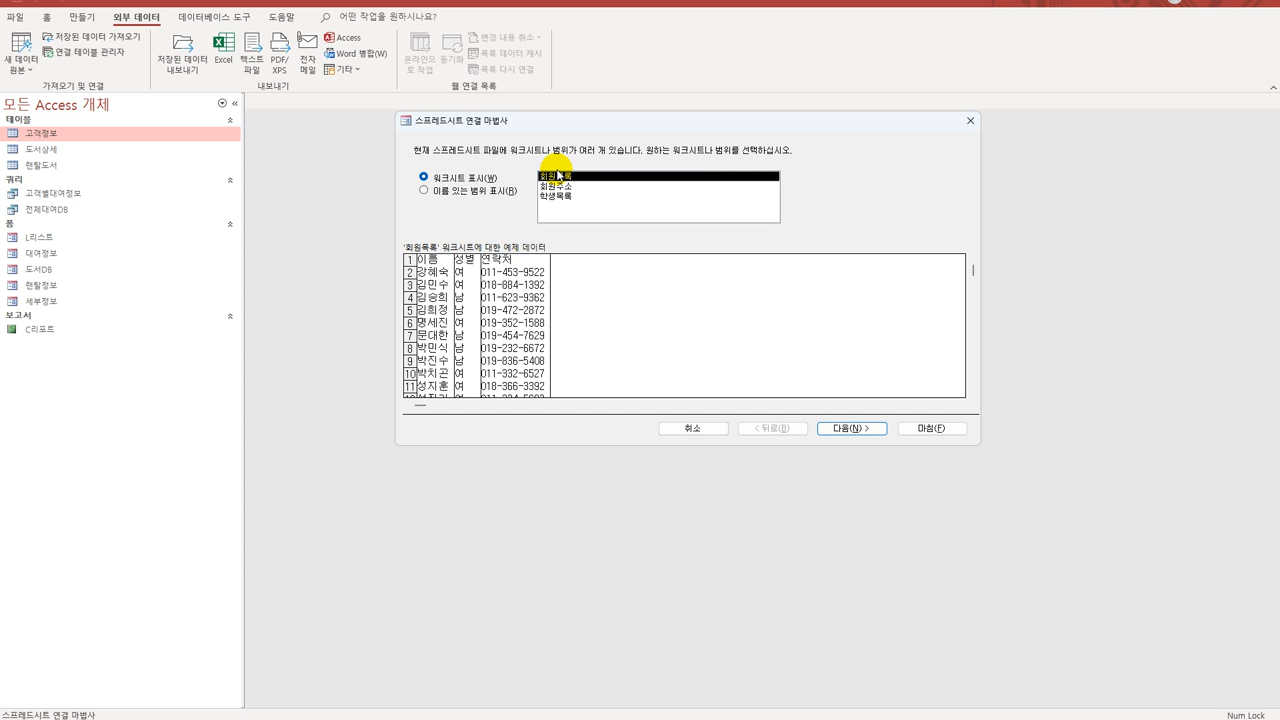 파일 홈 만들기 외부 데이터 데이터베이스 도구 도움말 어떤 작업을 원하시나요?
새 데이터 원본
저장된 데이터 가져오기
연결 테이블 관리자
가져오기 및 연결
저장된 데이터 내보내기
Excel
텍스트 파일
PDF/ XPS
전자 메일
Access
Word 병합(W)
기타
내보내기
온라인으로 작업
동기화
변경 내용 취소
목록 데이터 캐시
목록 다시 연결
웹 연결 목록
모든 Access 개체
테이블
고객정보
도서상세
랜탈도서
쿼리
고객별대여정보
전체대여DB
폼
L리스트
대여정보
도서DB
랜탈정보
세부정보
보고서
C리포트
스프레드시트 연결 마법사
현재 스프레드시트 파일에 워크시트나 범위가 여러 개 있습니다. 원하는 워크시트나 범위를 선택하십시오.
워크시트 표시(W)
이름 있는 범위 표시(R)
회원목록
회원주소
학생목록
'회원목록' 워크시트에 대한 예제 데이터
1 이름 성별 연락처
2 강혜숙 여 011-453-9522
3 김민수 여 018-884-1392
4 김승희 남 011-623-9362
5 김희정 남 019-472-2872
6 명세진 여 019-352-1588
7 문대한 남 019-454-7629
8 박민식 남 019-232-6672
9 박진수 남 019-836-5408
10 박치곤 여 011-332-6527
11 성지훈 여 018-366-3392
취소 < 뒤로(B) 다음(N) > 마침(F)
스프레드시트 연결 마법사
Num Lock